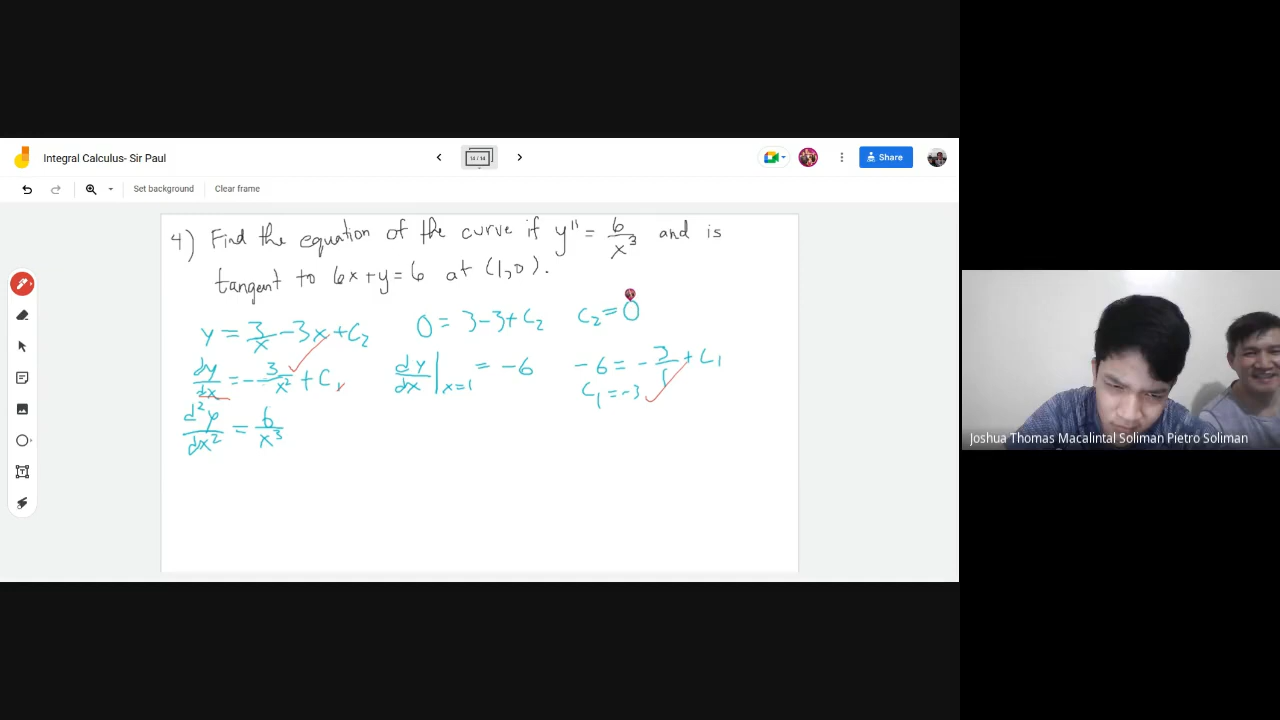 Integral Calculus- Sir Paul
14 / 14
Share
Set background
Clear frame
4) Find the equation of the curve if y'' = 6/x³ and is
tangent to 6x+y=6 at (1,0).
y = 3/x - 3x + C₂
0 = 3-3+C₂
C₂=0
dy/dx = -3/x² + C₁
dy/dx|x=1 = -6
-6 = -3/1 + C₁
C₁=-3
d²y/dx² = 6/x³
Joshua Thomas Macalintal Soliman Pietro Soliman